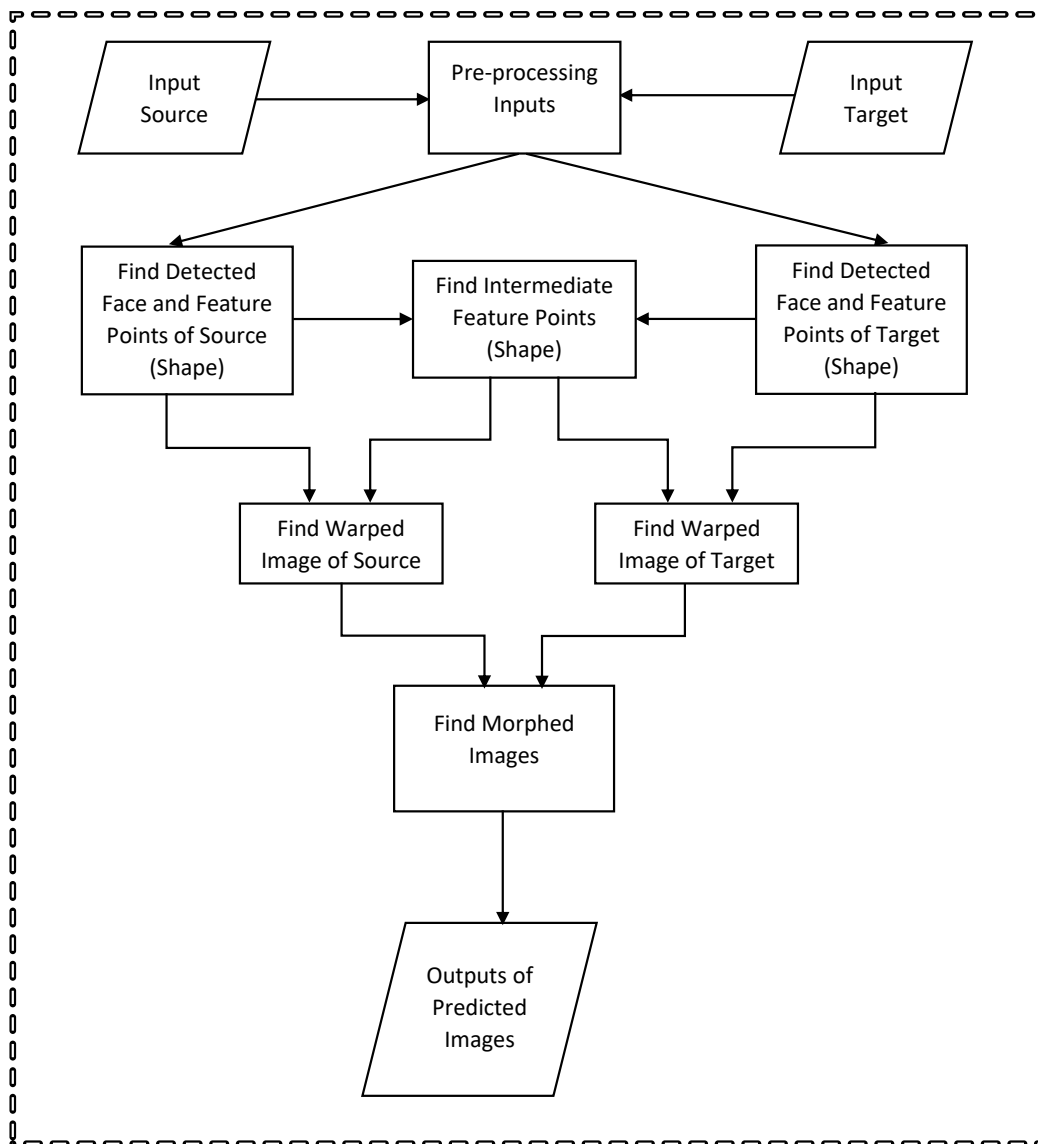 Input
Source
Pre-processing
Inputs
Input
Target
Find Detected
Face and Feature
Points of Source
(Shape)
Find Intermediate
Feature Points
(Shape)
Find Detected
Face and Feature
Points of Target
(Shape)
Find Warped
Image of Source
Find Warped
Image of Target
Find Morphed
Images
Outputs of
Predicted
Images